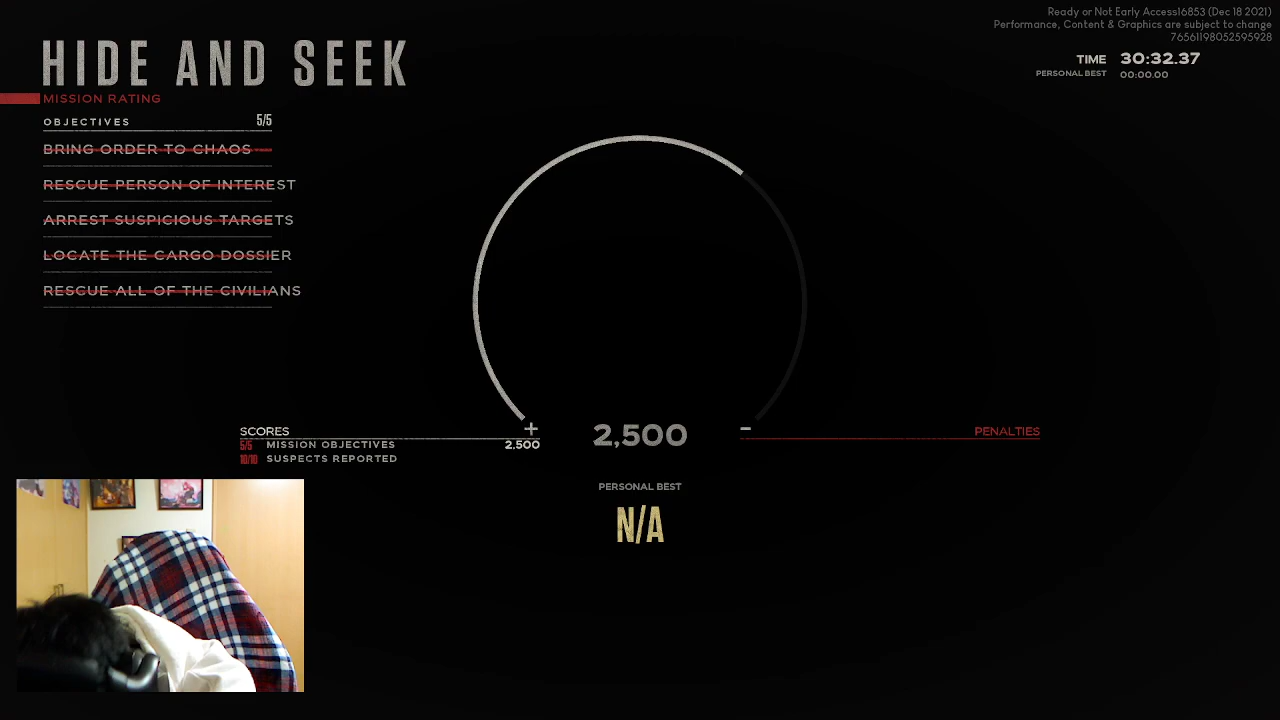 Ready or Not Early Access16853 (Dec 18 2021)
Performance, Content & Graphics are subject to change
76561198052595928
HIDE AND SEEK
TIME 30:32.37
PERSONAL BEST 00:00.00
MISSION RATING
OBJECTIVES 5/5
BRING ORDER TO CHAOS
RESCUE PERSON OF INTEREST
ARREST SUSPICIOUS TARGETS
LOCATE THE CARGO DOSSIER
RESCUE ALL OF THE CIVILIANS
SCORES +
2,500
- PENALTIES
5/5 MISSION OBJECTIVES 2,500
10/10 SUSPECTS REPORTED
PERSONAL BEST
N/A